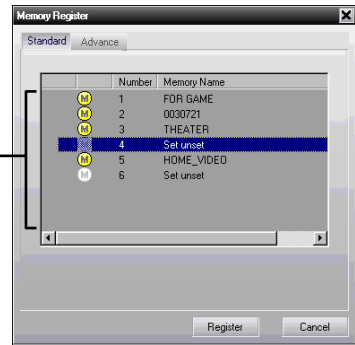 Memory Register
Standard Advance
Number Memory Name
M 1 FOR GAME
M 2 0030721
M 3 THEATER
M 4 Set unset
M 5 HOME_VIDEO
M 6 Set unset
Register Cancel